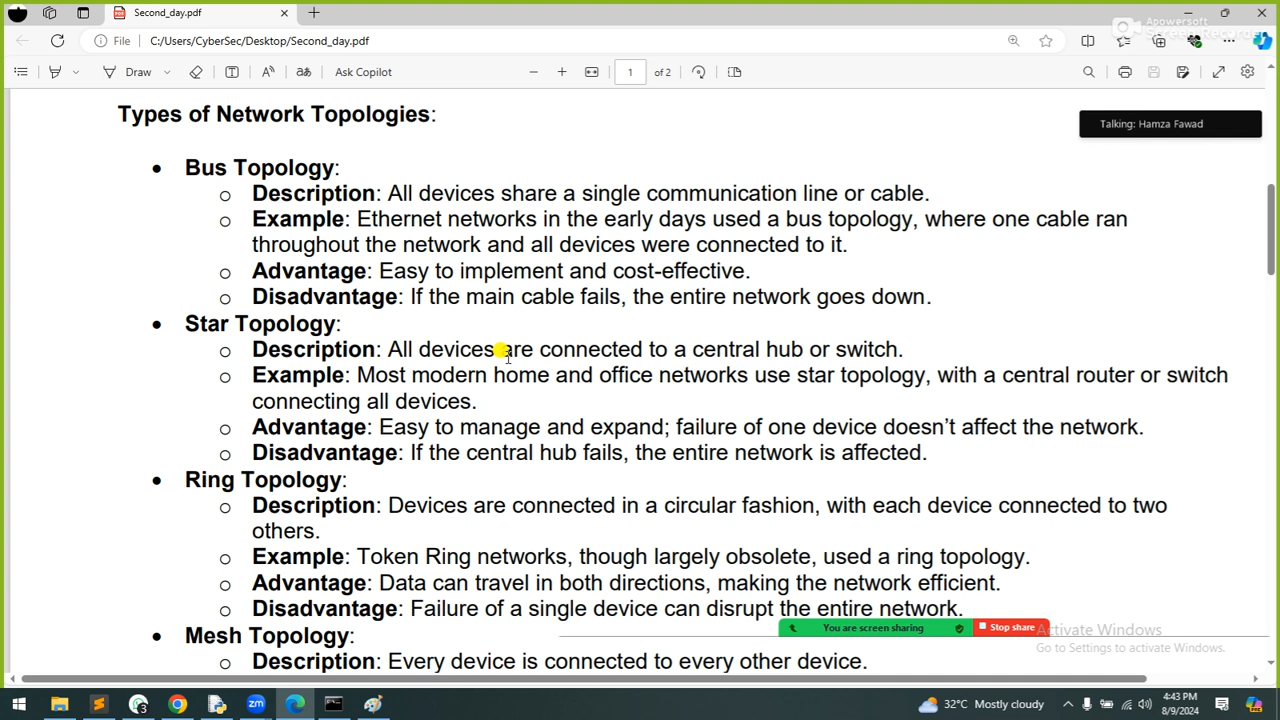 Second_day.pdf
Apowersoft
Screen Recorder
File
C:/Users/CyberSec/Desktop/Second_day.pdf
Draw
Ask Copilot
1 of 2
Types of Network Topologies:
Talking: Hamza Fawad
• Bus Topology:
o Description: All devices share a single communication line or cable.
o Example: Ethernet networks in the early days used a bus topology, where one cable ran
throughout the network and all devices were connected to it.
o Advantage: Easy to implement and cost-effective.
o Disadvantage: If the main cable fails, the entire network goes down.
• Star Topology:
o Description: All devices are connected to a central hub or switch.
o Example: Most modern home and office networks use star topology, with a central router or switch
connecting all devices.
o Advantage: Easy to manage and expand; failure of one device doesn’t affect the network.
o Disadvantage: If the central hub fails, the entire network is affected.
• Ring Topology:
o Description: Devices are connected in a circular fashion, with each device connected to two
others.
o Example: Token Ring networks, though largely obsolete, used a ring topology.
o Advantage: Data can travel in both directions, making the network efficient.
o Disadvantage: Failure of a single device can disrupt the entire network.
You are screen sharing
Stop share
• Mesh Topology:
Activate Windows
Go to Settings to activate Windows.
o Description: Every device is connected to every other device.
3
zm
32°C Mostly cloudy
4:43 PM
8/9/2024